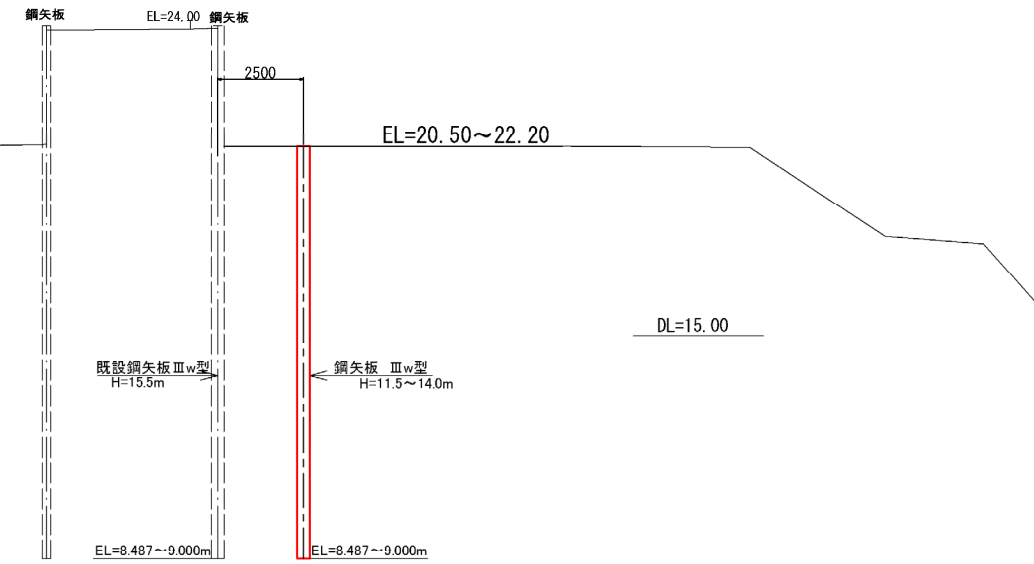 鋼矢板
EL=24.00
鋼矢板
2500
EL=20.50～22.20
DL=15.00
既設鋼矢板Ⅲw型
H=15.5m
鋼矢板 Ⅲw型
H=11.5～14.0m
EL=8.487～9.000m
EL=8.487～9.000m